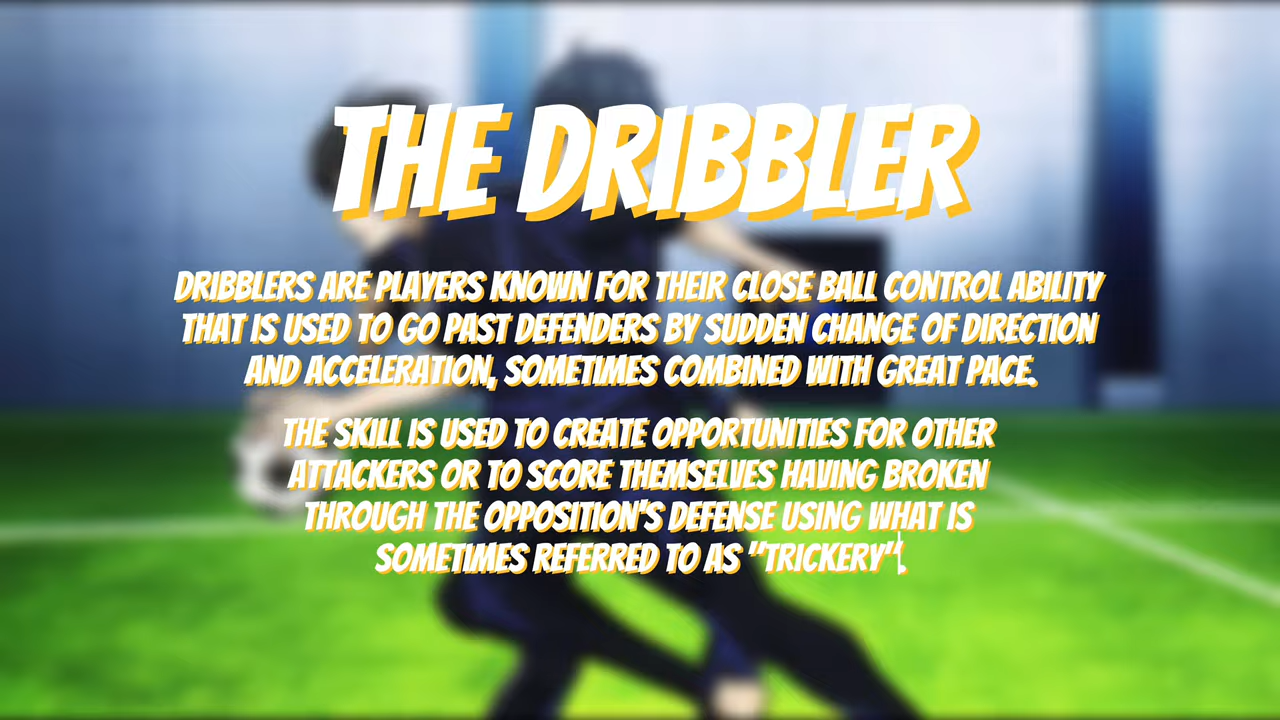 THE DRIBBLER
DRIBBLERS ARE PLAYERS KNOWN FOR THEIR CLOSE BALL CONTROL ABILITY
THAT IS USED TO GO PAST DEFENDERS BY SUDDEN CHANGE OF DIRECTION
AND ACCELERATION, SOMETIMES COMBINED WITH GREAT PACE.
THE SKILL IS USED TO CREATE OPPORTUNITIES FOR OTHER
ATTACKERS OR TO SCORE THEMSELVES HAVING BROKEN
THROUGH THE OPPOSITION'S DEFENSE USING WHAT IS
SOMETIMES REFERRED TO AS "TRICKERY".